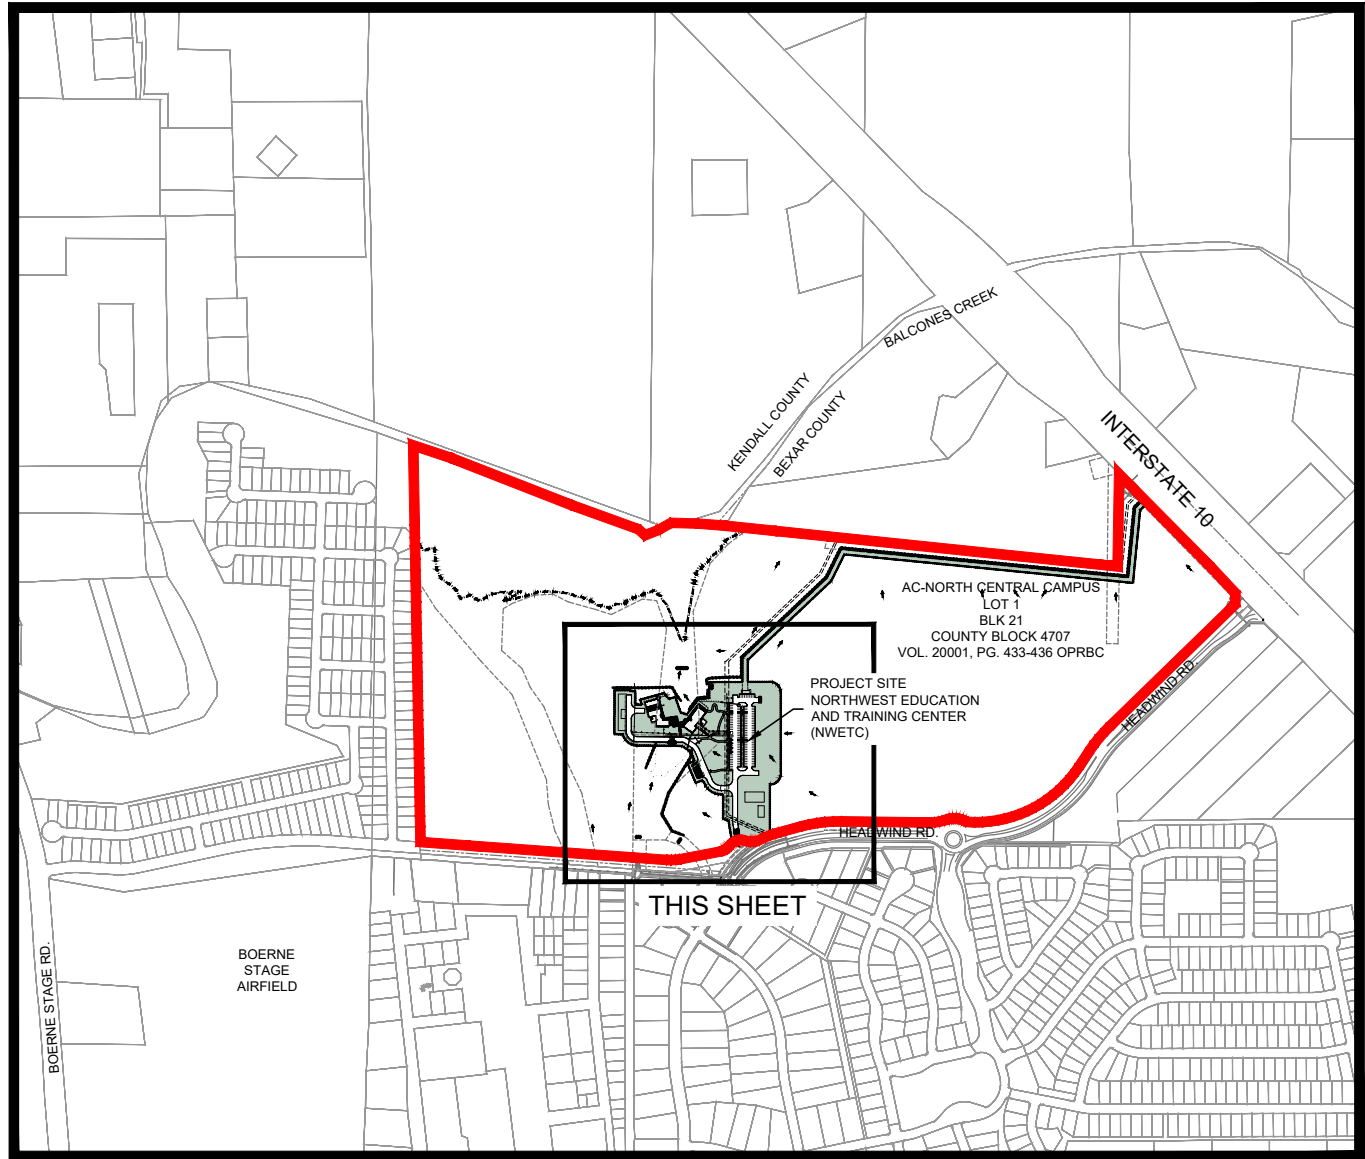 BALCONES CREEK
KENDALL COUNTY
BEXAR COUNTY
INTERSTATE 10
AC-NORTH CENTRAL CAMPUS
LOT 1
BLK 21
COUNTY BLOCK 4707
VOL. 20001, PG. 433-436 OPRBC
PROJECT SITE
NORTHWEST EDUCATION
AND TRAINING CENTER
(NWETC)
HEADWIND RD.
HEADWIND RD.
THIS SHEET
BOERNE
STAGE
AIRFIELD
BOERNE STAGE RD.